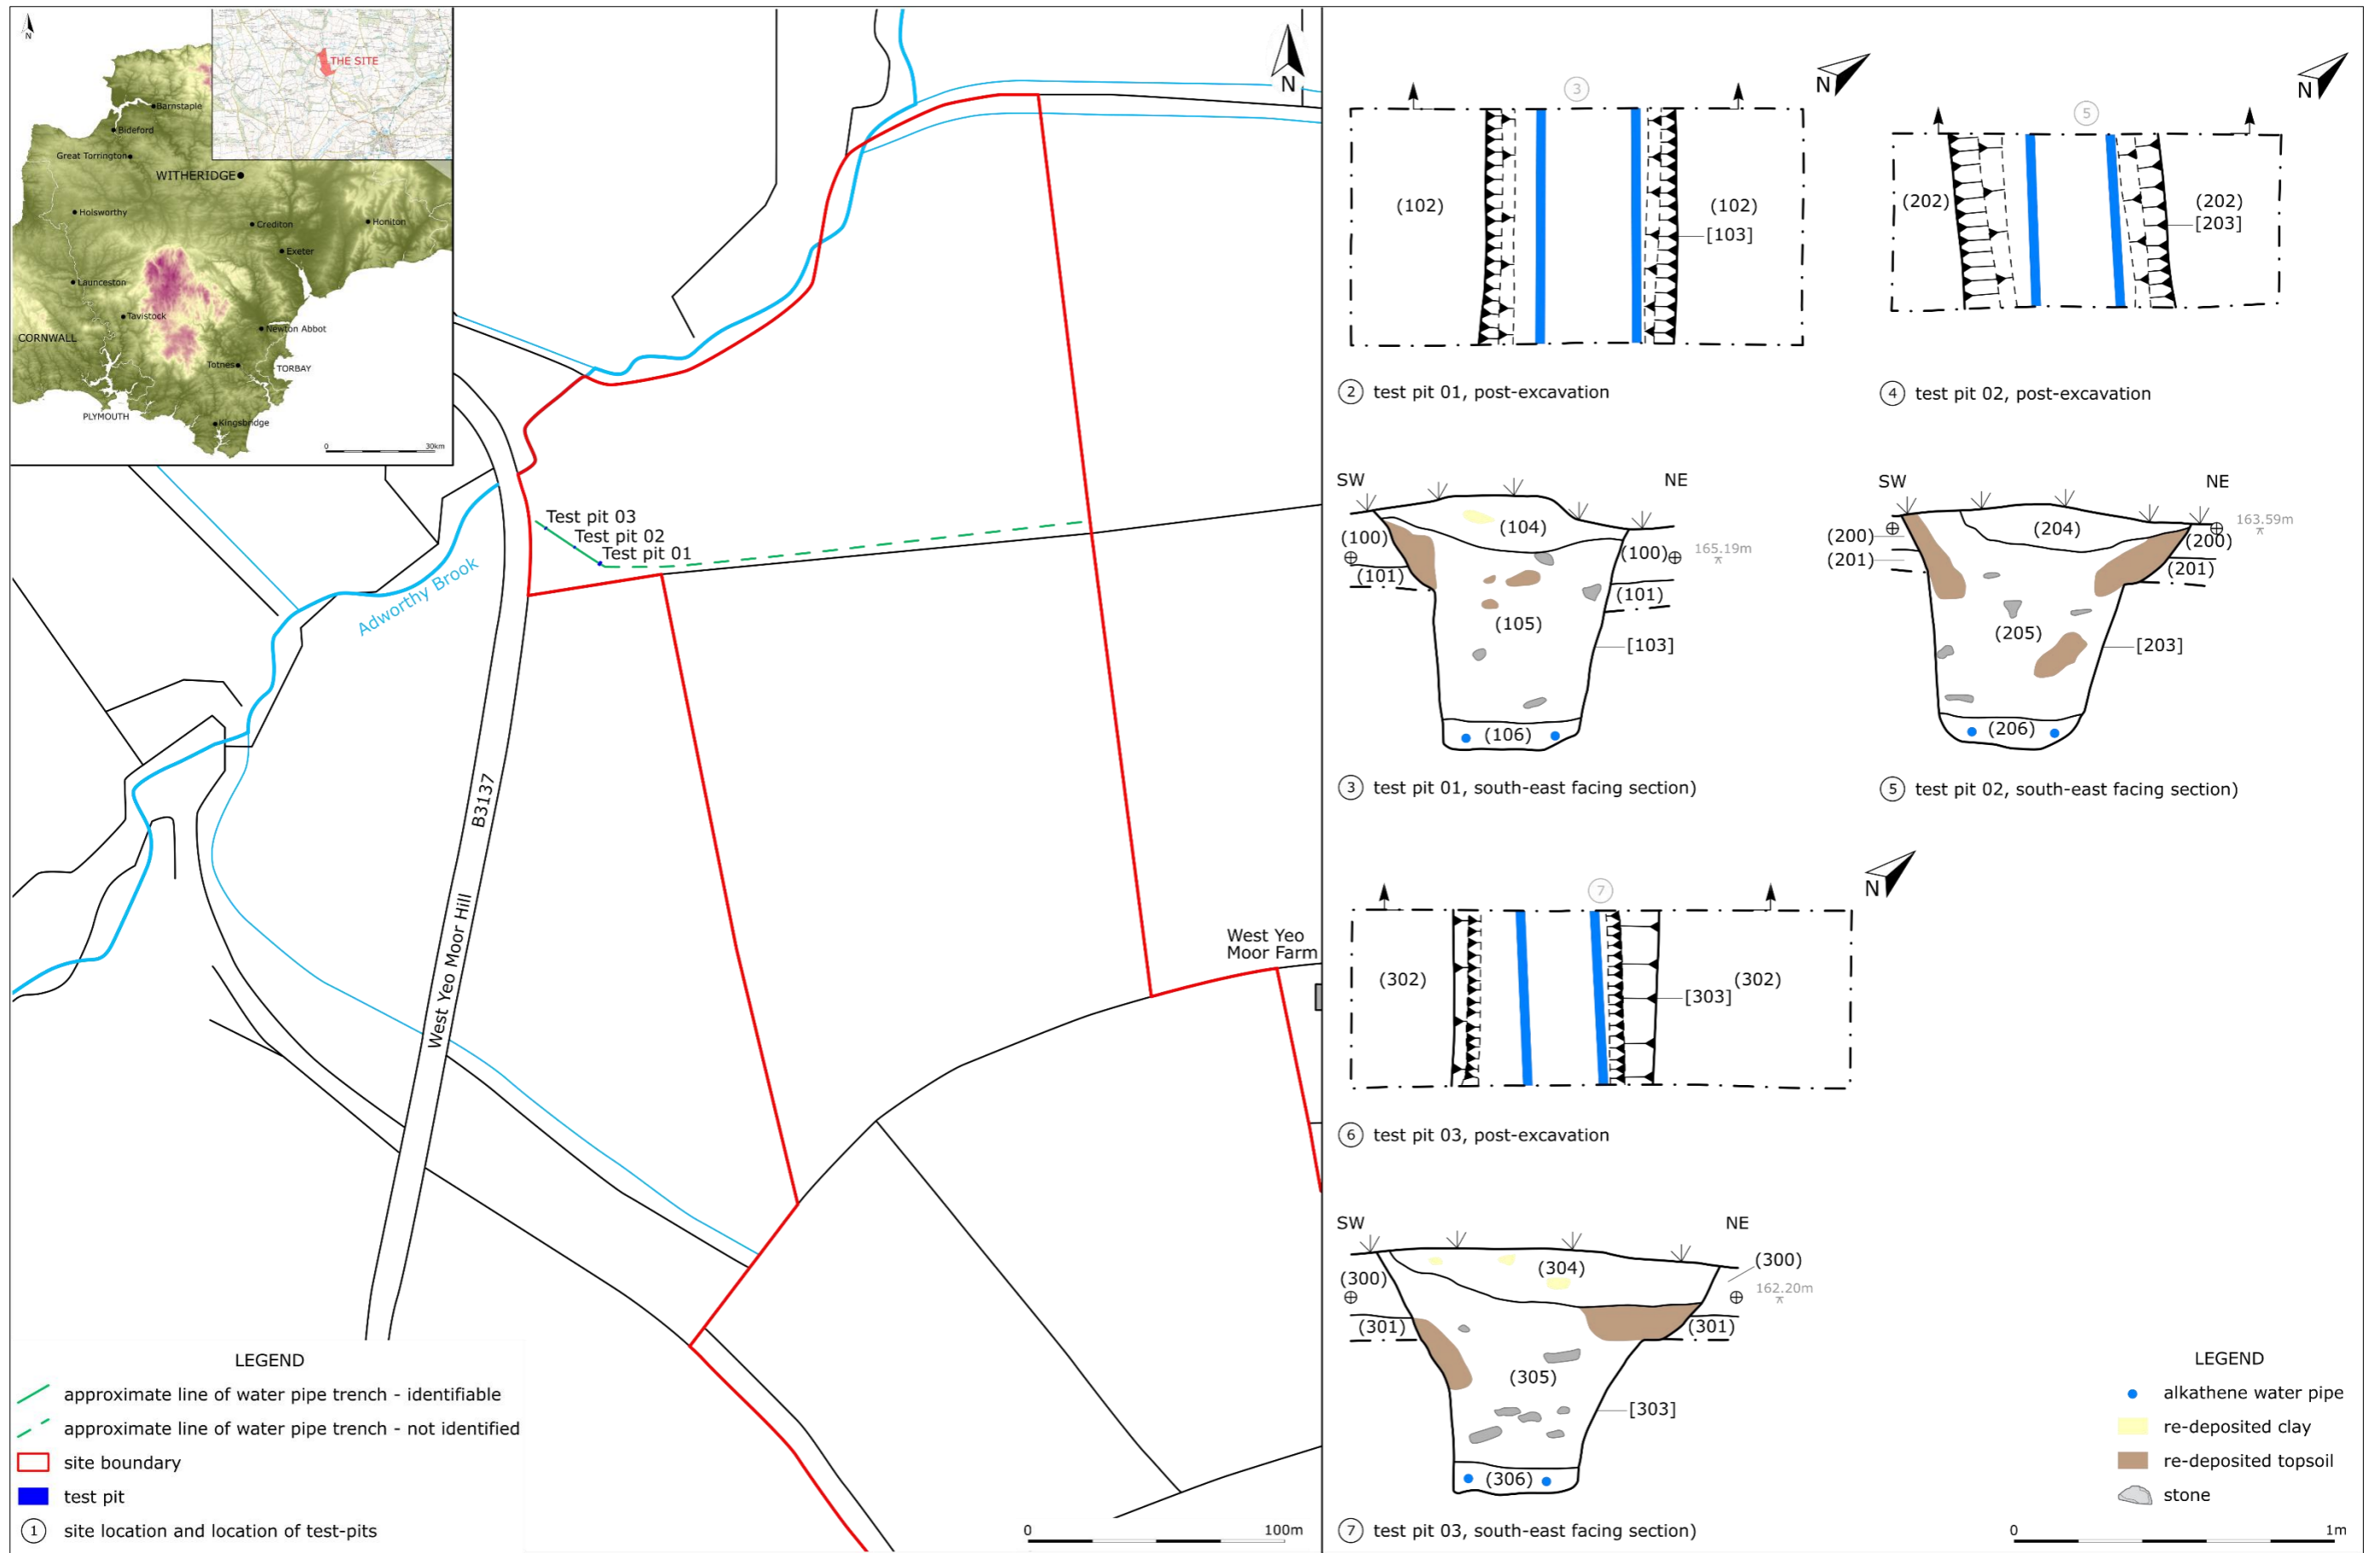 N
THE SITE
Barnstaple
Bideford
Great Torrington
WITHERIDGE
Holsworthy
Crediton
Honiton
Exeter
Launceston
Tavistock
Newton Abbot
CORNWALL
Totnes
TORBAY
PLYMOUTH
Kingsbridge
0 30km
N
Test pit 03
Test pit 02
Test pit 01
Adworthy Brook
B3137
West Yeo Moor Hill
West Yeo
Moor Farm
LEGEND
approximate line of water pipe trench - identifiable
approximate line of water pipe trench - not identified
site boundary
test pit
1 site location and location of test-pits
0 100m
3
N
(102)
(102)
[103]
2 test pit 01, post-excavation
5
N
(202)
(202)
[203]
4 test pit 02, post-excavation
SW NE
(104)
(100)
(100)
165.19m
(101)
(101)
(105)
[103]
(106)
3 test pit 01, south-east facing section)
SW NE
163.59m
(204)
(200)
(200)
(201)
(201)
(205)
[203]
(206)
5 test pit 02, south-east facing section)
7
N
(302)
(302)
[303]
6 test pit 03, post-excavation
SW NE
(300)
(304)
(300)
162.20m
(301)
(301)
(305)
[303]
(306)
7 test pit 03, south-east facing section)
LEGEND
alkathene water pipe
re-deposited clay
re-deposited topsoil
stone
0 1m